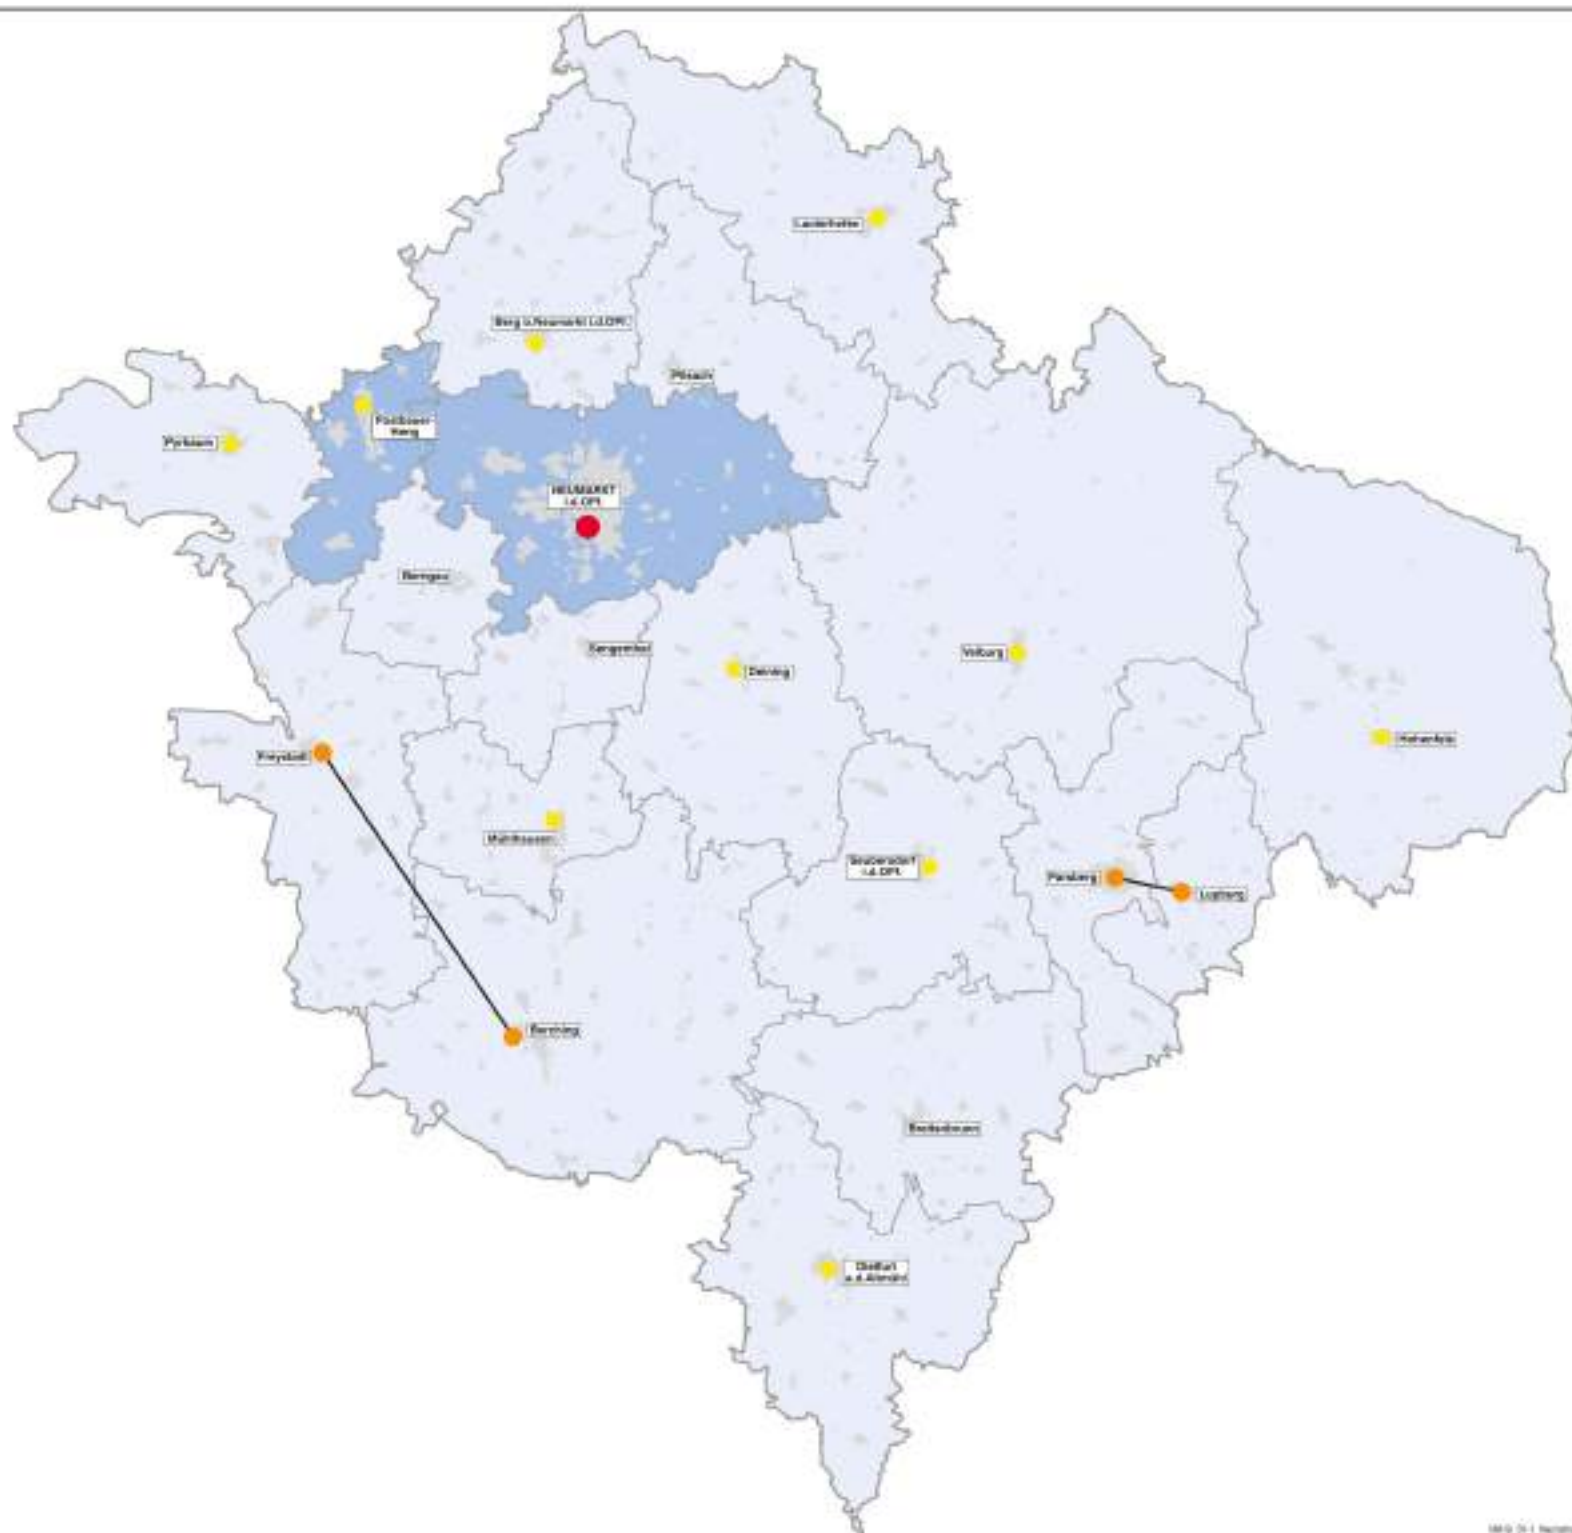 Lauterhofen
Berg b.Neumarkt i.d.OPf.
Pilsach
Postbauer-
Heng
Pyrbaum
NEUMARKT
i.d.OPf.
Berngau
Sengenthal
Velburg
Deining
Hohenfels
Freystadt
Mühlhausen
Seubersdorf
i.d.OPf.
Parsberg
Lupburg
Berching
Breitenbrunn
Dietfurt
a.d.Altmühl